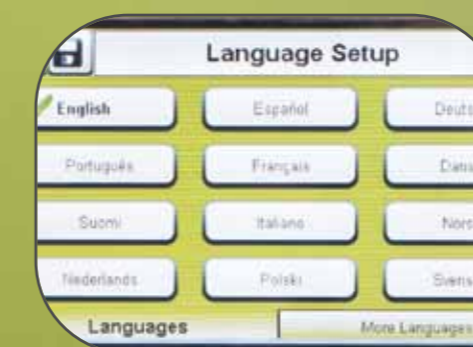 Language Setup
English Español Deuts
Português Français Dans
Suomi Italiano Nors
Nederlands Polski Svens
Languages More Languages